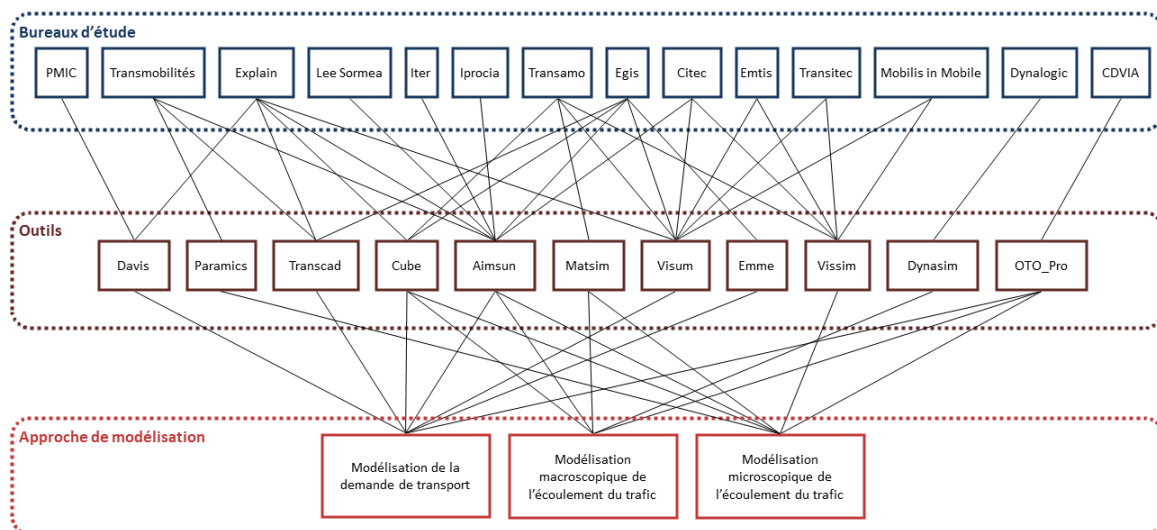 Bureaux d'étude
PMIC
Transmobilités
Explain
Lee Sormea
Iter
Iprocia
Transamo
Egis
Citec
Emtis
Transitec
Mobilis in Mobile
Dynalogic
CDVIA
Outils
Davis
Paramics
Transcad
Cube
Aimsun
Matsim
Visum
Emme
Vissim
Dynasim
OTO_Pro
Approche de modélisation
Modélisation de la
demande de transport
Modélisation
macroscopique de
l'écoulement du trafic
Modélisation
microscopique de
l'écoulement du trafic